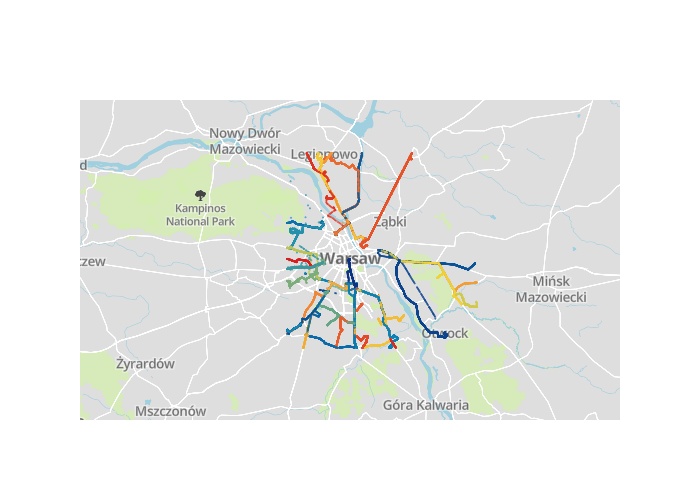 Nowy Dwór
Mazowiecki
Legionowo
d
Kampinos
National Park
Ząbki
zew
Warsaw
Mińsk
Mazowiecki
Otwock
Żyrardów
Góra Kalwaria
Mszczonów